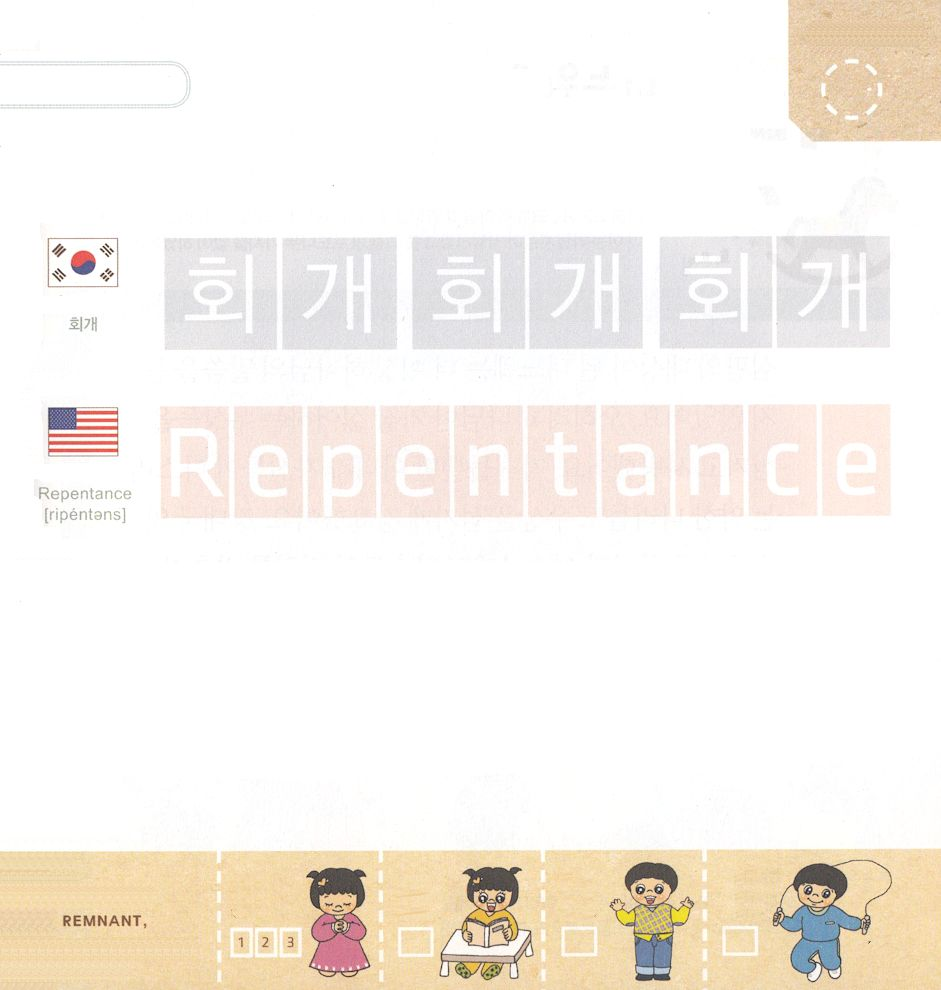 회개 회개 회개
회개
Repentance
Repentance
[ripéntəns]
REMNANT,
1 2 3